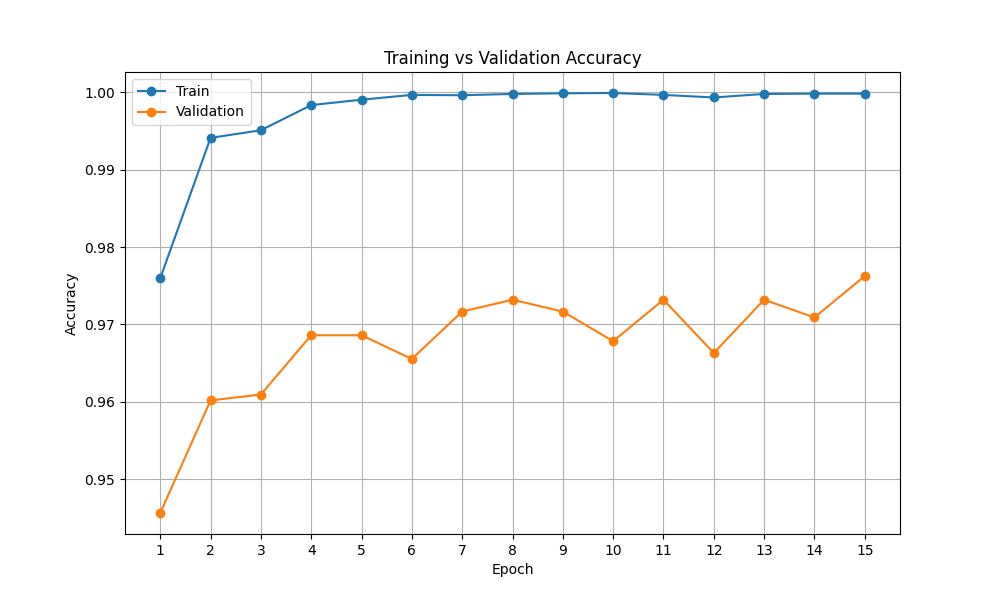 Training vs Validation Accuracy
Train
Validation
1.00
0.99
0.98
0.97
0.96
0.95
Accuracy
1 2 3 4 5 6 7 8 9 10 11 12 13 14 15
Epoch